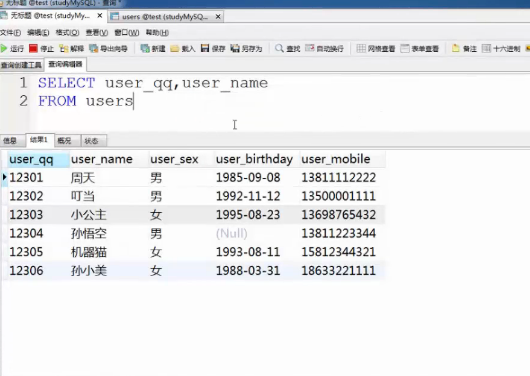 无标题 @test (studyMySQL) - 查询
无标题 @test (studyMySQL) users @test (studyMySQL)
文件(F) 编辑(E) 格式(O) 查看(V) 窗口(W) 帮助(H)
运行 停止 解释 导出向导 新建 载入 保存 另存为 查找 自动换行 网格查看 表单查看 备注 十六进制
查询创建工具 查询编辑器
1 SELECT user_qq,user_name
2 FROM users
信息 结果1 概况 状态
user_qq user_name user_sex user_birthday user_mobile
12301 周天 男 1985-09-08 13811112222
12302 叮当 男 1992-11-12 13500001111
12303 小公主 女 1995-08-23 13698765432
12304 孙悟空 男 (Null) 13811223344
12305 机器猫 女 1993-08-11 15812344321
12306 孙小美 女 1988-03-31 18633221111